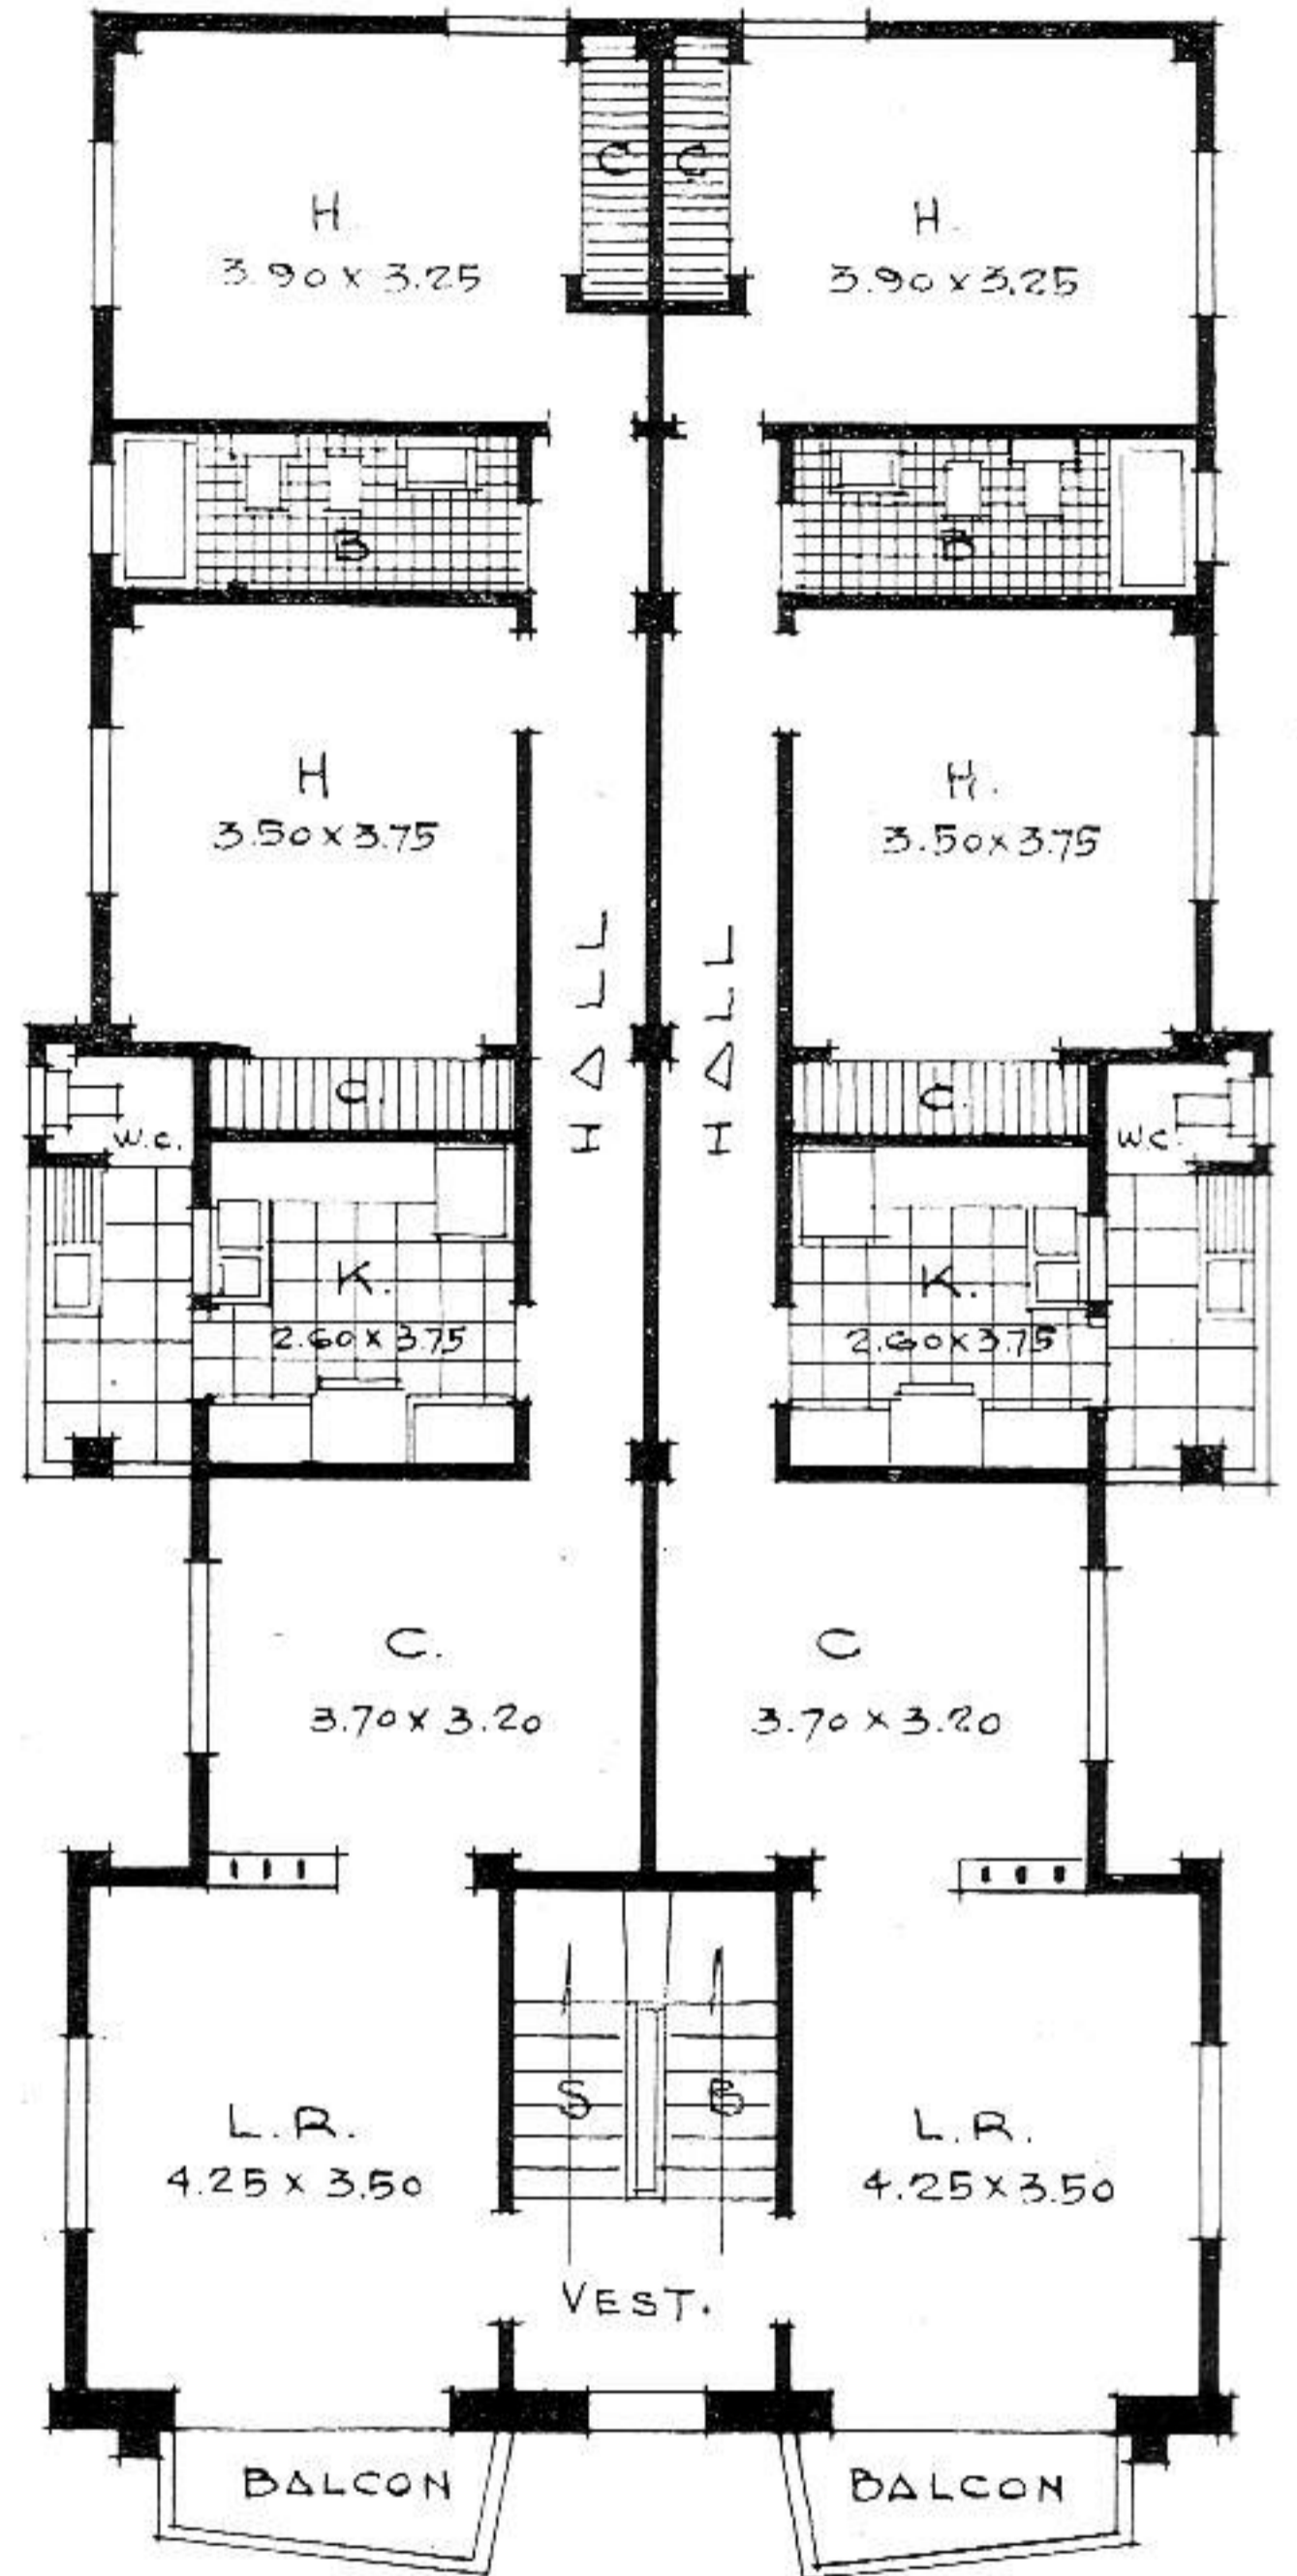 C C
H. H.
3.90 x 3.25 3.90 x 3.25
B B
H H.
3.50 x 3.75 3.50 x 3.75
HALL HALL
C. C.
W.C. W.C.
K. K.
2.60 x 3.75 2.60 x 3.75
C. C
3.70 x 3.20 3.70 x 3.20
S B
L.R. L.R.
4.25 x 3.50 4.25 x 3.50
VEST.
BALCON BALCON